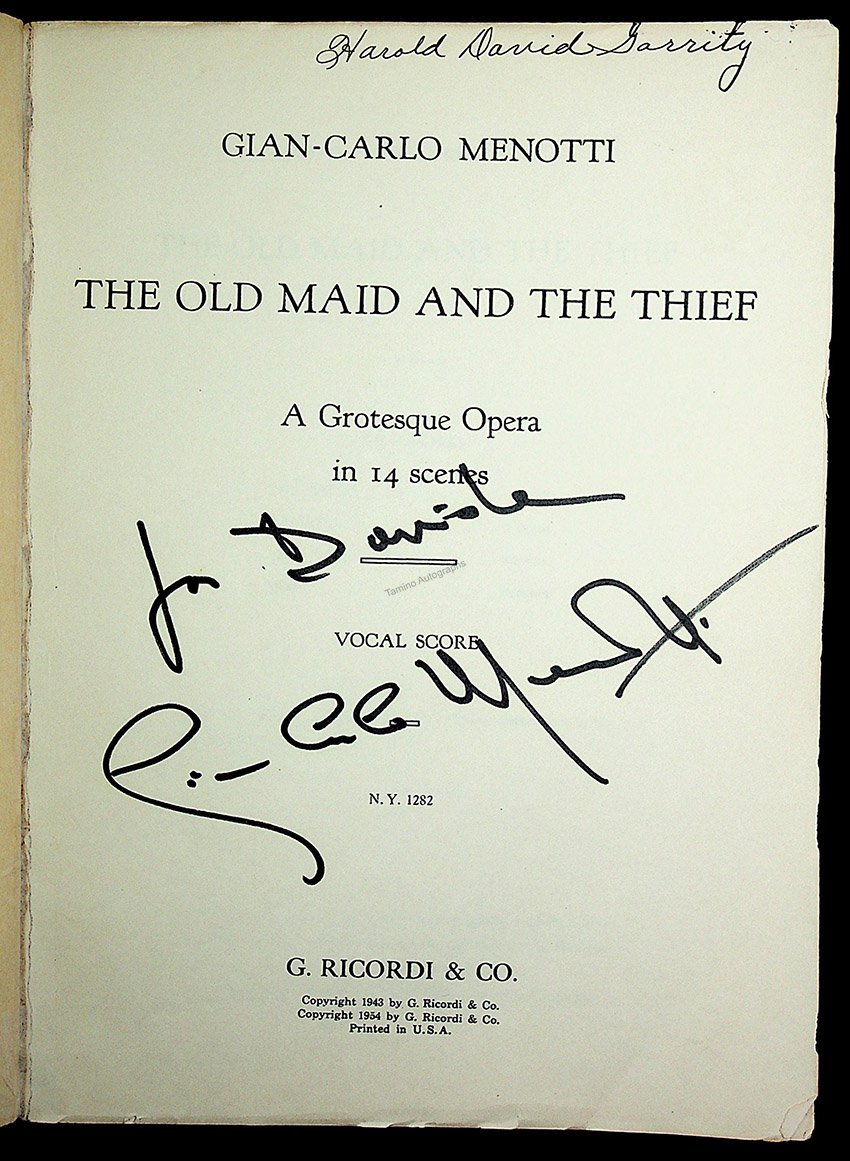 Harold David Garrity
GIAN-CARLO MENOTTI
THE OLD MAID AND THE THIEF
A Grotesque Opera
in 14 scenes
for Davide
Tamino Autographs
VOCAL SCORE
Gian-Carlo Menotti
N. Y. 1282
G. RICORDI & CO.
Copyright 1943 by G. Ricordi & Co.
Copyright 1954 by G. Ricordi & Co.
Printed in U. S. A.